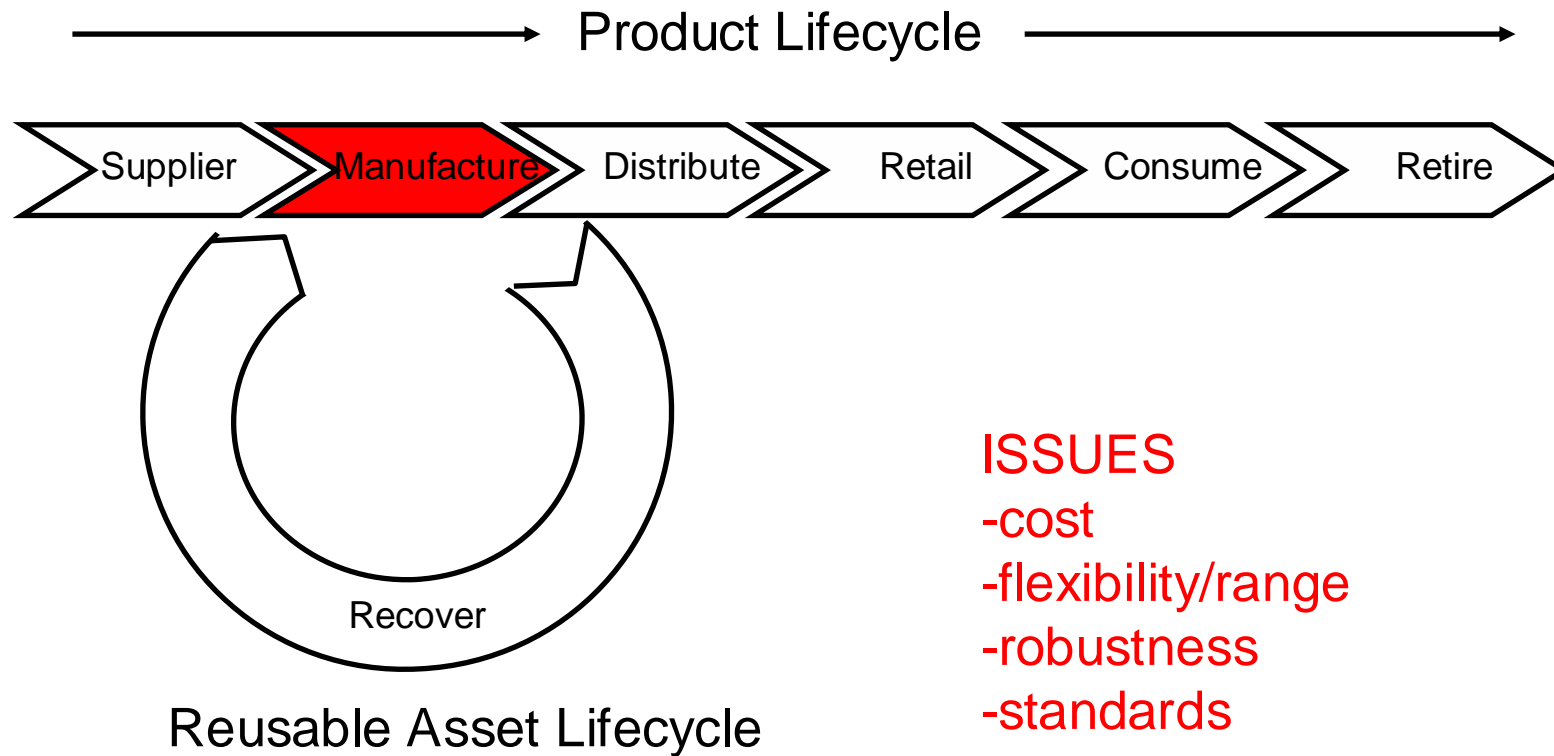 Product Lifecycle
Supplier
Manufacture
Distribute
Retail
Consume
Retire
Recover
Reusable Asset Lifecycle
ISSUES
-cost
-flexibility/range
-robustness
-standards